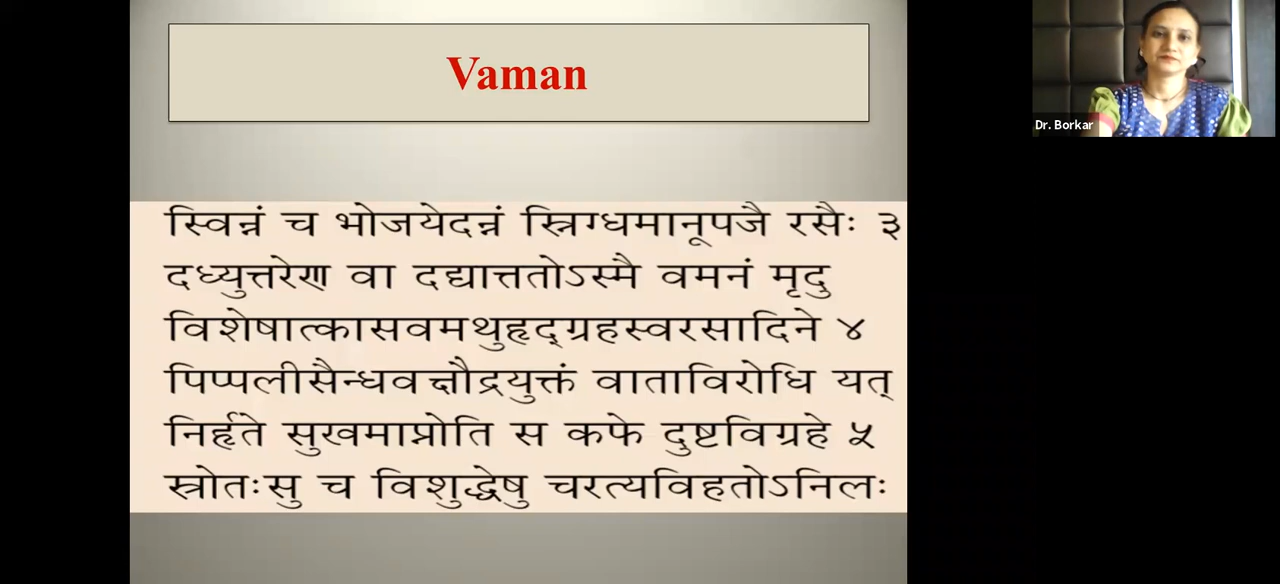 Vaman
Dr. Borkar
स्विन्नं च भोजयेदन्नं स्निग्धमानूपजै रसैः ३
दध्युत्तरेण वा दद्यात्ततोऽस्मै वमनं मृदु
विशेषात्कासवमथुहृद्ग्रहस्वरसादिने ४
पिप्पलीसैन्धवक्षौद्रयुक्तं वाताविरोधि यत्
निर्हृते सुखमाप्नोति स कफे दुष्टविग्रहे ५
स्रोतःसु च विशुद्धेषु चरत्यविहतोऽनिलः